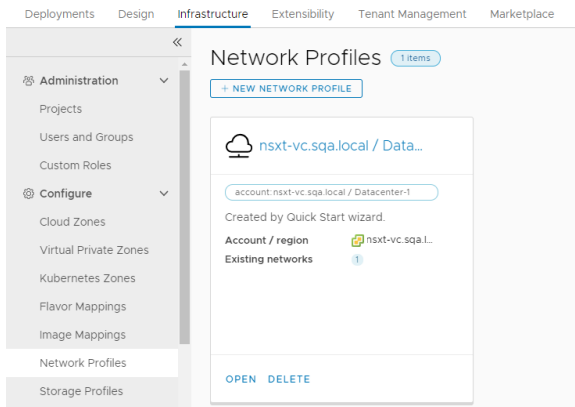 Deployments Design Infrastructure Extensibility Tenant Management Marketplace
Administration
Projects
Users and Groups
Custom Roles
Configure
Cloud Zones
Virtual Private Zones
Kubernetes Zones
Flavor Mappings
Image Mappings
Network Profiles
Storage Profiles
Network Profiles 1 items
+ NEW NETWORK PROFILE
nsxt-vc.sqa.local / Data...
account:nsxt-vc.sqa.local / Datacenter-1
Created by Quick Start wizard.
Account / region nsxt-vc.sqa.l...
Existing networks 1
OPEN DELETE